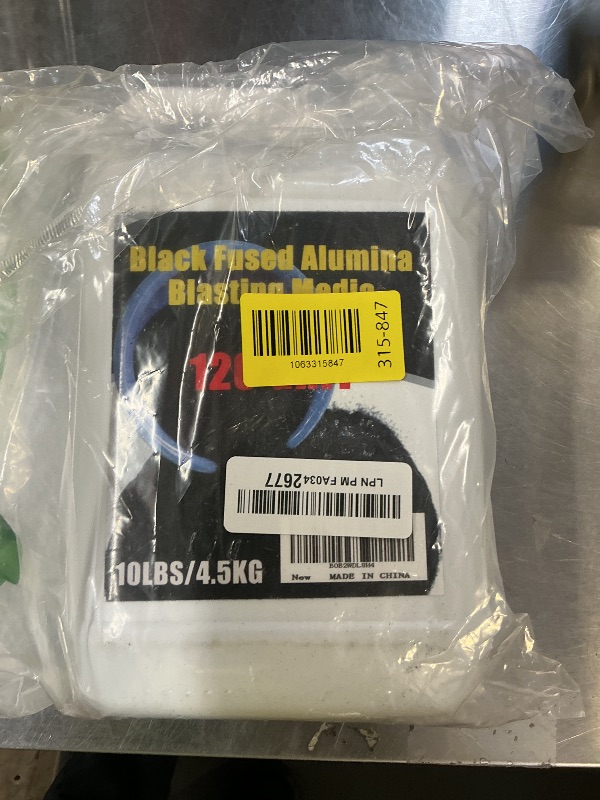 Black Fused Alumina
Blasting Media
1063315847
315-847
LPN PM FA0342677
10LBS/4.5KG
New MADE IN CHINA